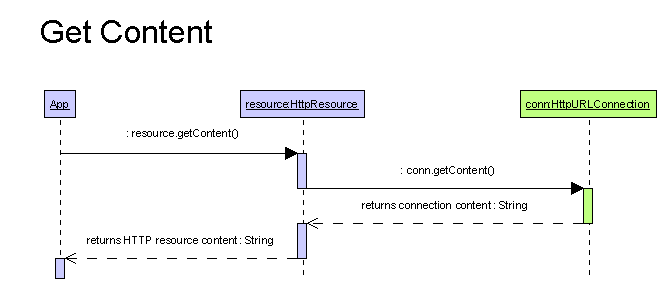 Get Content
App
resource:HttpResource
conn:HttpURLConnection
: resource.getContent()
: conn.getContent()
returns connection content : String
returns HTTP resource content : String